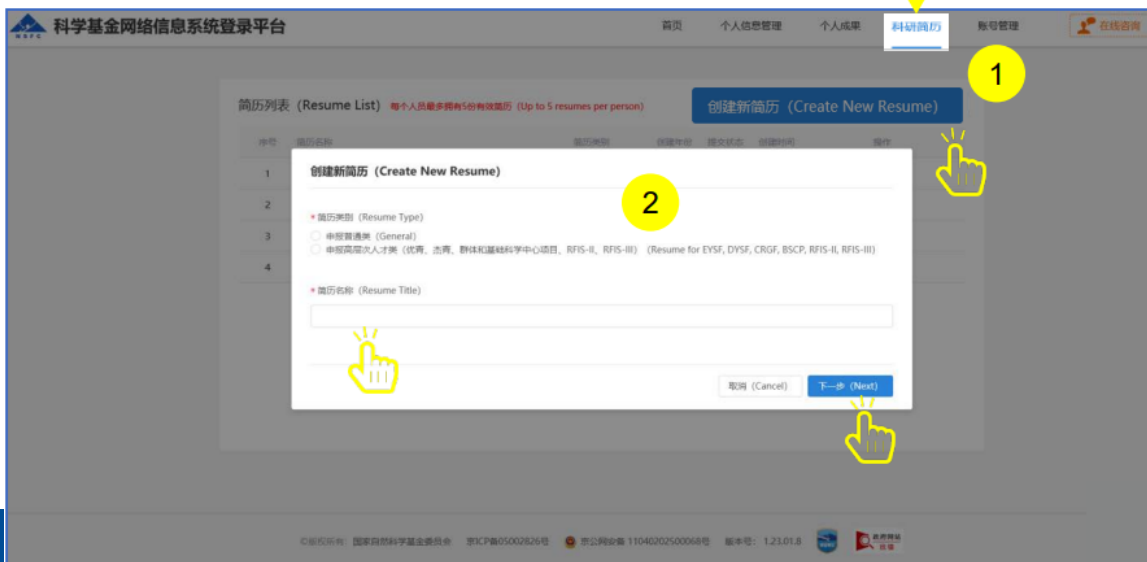 NSFC 科学基金网络信息系统登录平台 首页 个人信息管理 个人成果 科研简历 账号管理 在线咨询
1
简历列表 (Resume List) 每个人员最多拥有5份有效简历 (Up to 5 resumes per person) 创建新简历 (Create New Resume)
序号 简历名称 简历类别 创建年份 提交状态 创建时间 操作
1
2
3
4
创建新简历 (Create New Resume)
2
* 简历类别 (Resume Type)
申报普通类 (General)
申报高层次人才类 (优青、杰青、群体和基础科学中心项目、RFIS-II、RFIS-III) (Resume for EYSF, DYSF, CRGF, BSCP, RFIS-II, RFIS-III)
* 简历名称 (Resume Title)
取消 (Cancel) 下一步 (Next)
©版权所有: 国家自然科学基金委员会 京ICP备05002826号 京公网安备 11040202500068号 版本号: 1.23.01.8
政府网站
找错